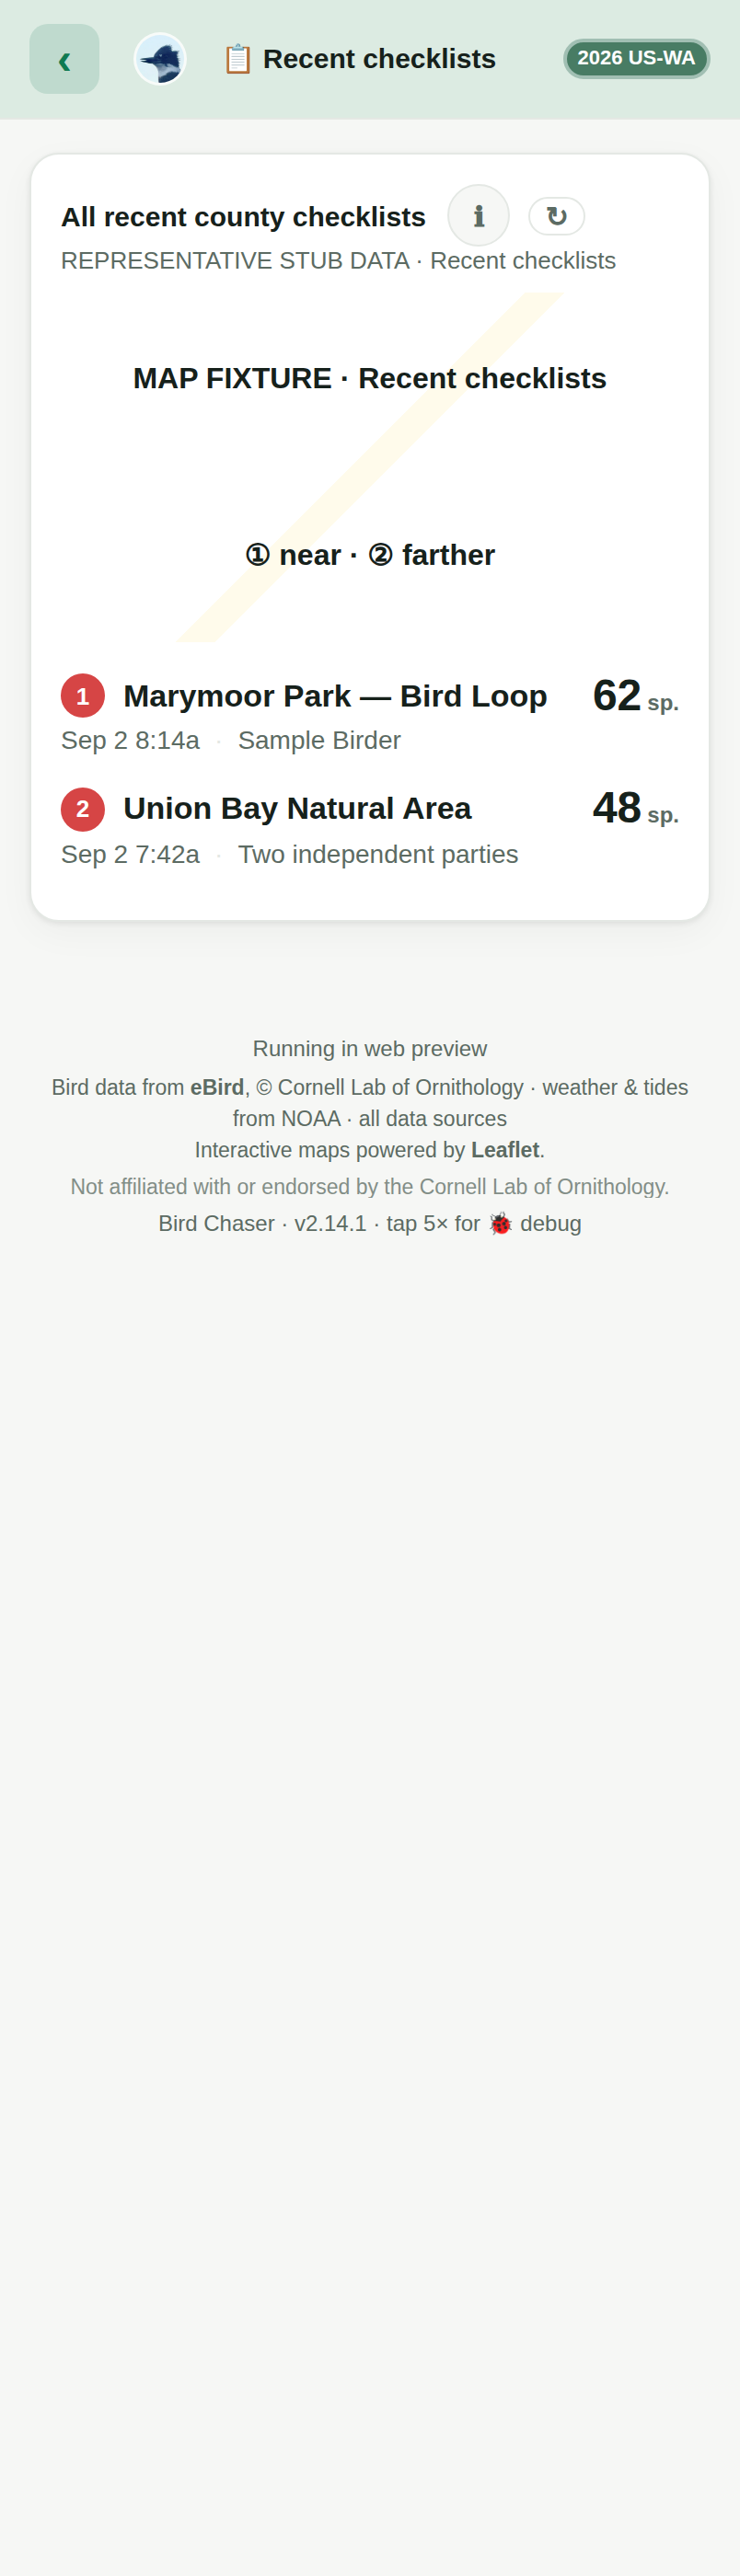 ‹ 📋 Recent checklists 2026 US-WA
All recent county checklists ℹ ↻
REPRESENTATIVE STUB DATA · Recent checklists
MAP FIXTURE · Recent checklists
① near · ② farther
1 Marymoor Park — Bird Loop 62 sp.
Sep 2 8:14a · Sample Birder
2 Union Bay Natural Area 48 sp.
Sep 2 7:42a · Two independent parties
Running in web preview
Bird data from eBird, © Cornell Lab of Ornithology · weather & tides
from NOAA · all data sources
Interactive maps powered by Leaflet.
Not affiliated with or endorsed by the Cornell Lab of Ornithology.
Bird Chaser · v2.14.1 · tap 5× for 🐞 debug